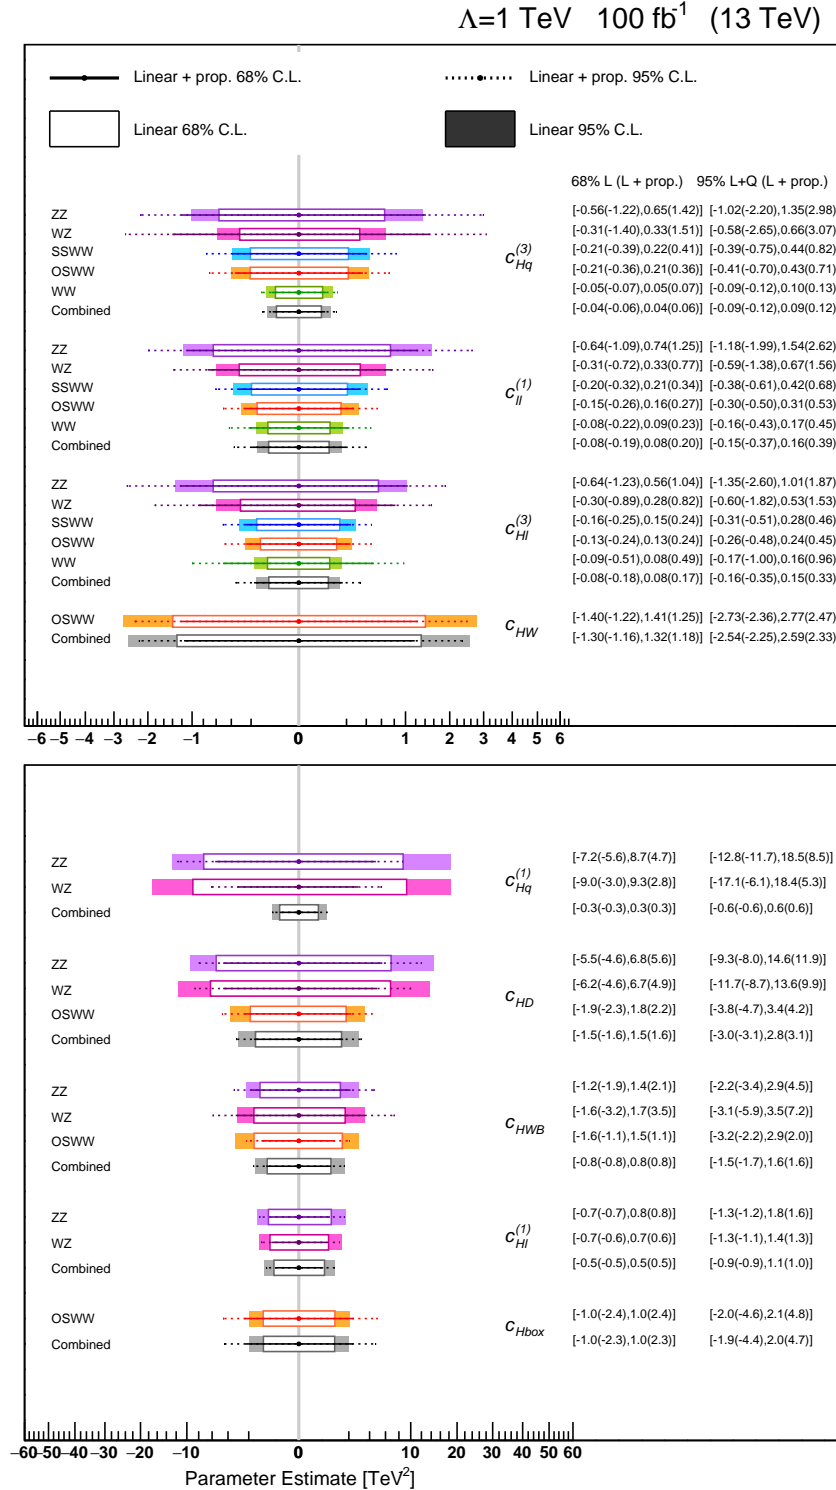 Λ=1 TeV 100 fb⁻¹ (13 TeV)
Linear + prop. 68% C.L. Linear + prop. 95% C.L.
Linear 68% C.L. Linear 95% C.L.
68% L (L + prop.) 95% L+Q (L + prop.)
ZZ [-0.56(-1.22),0.65(1.42)] [-1.02(-2.20),1.35(2.98)
WZ [-0.31(-1.40),0.33(1.51)] [-0.58(-2.65),0.66(3.07)
SSWW [-0.21(-0.39),0.22(0.41)] [-0.39(-0.75),0.44(0.82)
c_{Hq}^{(3)}
OSWW [-0.21(-0.36),0.21(0.36)] [-0.41(-0.70),0.43(0.71)
WW [-0.05(-0.07),0.05(0.07)] [-0.09(-0.12),0.10(0.13)
Combined [-0.04(-0.06),0.04(0.06)] [-0.09(-0.12),0.09(0.12)
ZZ [-0.64(-1.09),0.74(1.25)] [-1.18(-1.99),1.54(2.62)
WZ [-0.31(-0.72),0.33(0.77)] [-0.59(-1.38),0.67(1.56)
SSWW [-0.20(-0.32),0.21(0.34)] [-0.38(-0.61),0.42(0.68)
c_{ll}^{(1)}
OSWW [-0.15(-0.26),0.16(0.27)] [-0.30(-0.50),0.31(0.53)
WW [-0.08(-0.22),0.09(0.23)] [-0.16(-0.43),0.17(0.45)
Combined [-0.08(-0.19),0.08(0.20)] [-0.15(-0.37),0.16(0.39)
ZZ [-0.64(-1.23),0.56(1.04)] [-1.35(-2.60),1.01(1.87)
WZ [-0.30(-0.89),0.28(0.82)] [-0.60(-1.82),0.53(1.53)
SSWW [-0.16(-0.25),0.15(0.24)] [-0.31(-0.51),0.28(0.46)
c_{Hl}^{(3)}
OSWW [-0.13(-0.24),0.13(0.24)] [-0.26(-0.48),0.24(0.45)
WW [-0.09(-0.51),0.08(0.49)] [-0.17(-1.00),0.16(0.96)
Combined [-0.08(-0.18),0.08(0.17)] [-0.16(-0.35),0.15(0.33)
OSWW [-1.40(-1.22),1.41(1.25)] [-2.73(-2.36),2.77(2.47)
c_{HW}
Combined [-1.30(-1.16),1.32(1.18)] [-2.54(-2.25),2.59(2.33)
−6 −5 −4 −3 −2 −1 0 1 2 3 4 5 6
ZZ [-7.2(-5.6),8.7(4.7)] [-12.8(-11.7),18.5(8.5)]
c_{Hq}^{(1)}
WZ [-9.0(-3.0),9.3(2.8)] [-17.1(-6.1),18.4(5.3)]
Combined [-0.3(-0.3),0.3(0.3)] [-0.6(-0.6),0.6(0.6)]
ZZ [-5.5(-4.6),6.8(5.6)] [-9.3(-8.0),14.6(11.9)]
WZ [-6.2(-4.6),6.7(4.9)] [-11.7(-8.7),13.6(9.9)]
c_{HD}
OSWW [-1.9(-2.3),1.8(2.2)] [-3.8(-4.7),3.4(4.2)]
Combined [-1.5(-1.6),1.5(1.6)] [-3.0(-3.1),2.8(3.1)]
ZZ [-1.2(-1.9),1.4(2.1)] [-2.2(-3.4),2.9(4.5)]
WZ [-1.6(-3.2),1.7(3.5)] [-3.1(-5.9),3.5(7.2)]
c_{HWB}
OSWW [-1.6(-1.1),1.5(1.1)] [-3.2(-2.2),2.9(2.0)]
Combined [-0.8(-0.8),0.8(0.8)] [-1.5(-1.7),1.6(1.6)]
ZZ [-0.7(-0.7),0.8(0.8)] [-1.3(-1.2),1.8(1.6)]
c_{Hl}^{(1)}
WZ [-0.7(-0.6),0.7(0.6)] [-1.3(-1.1),1.4(1.3)]
Combined [-0.5(-0.5),0.5(0.5)] [-0.9(-0.9),1.1(1.0)]
OSWW [-1.0(-2.4),1.0(2.4)] [-2.0(-4.6),2.1(4.8)]
c_{Hbox}
Combined [-1.0(-2.3),1.0(2.3)] [-1.9(-4.4),2.0(4.7)]
−60 −50 −40 −30 −20 −10 0 10 20 30 40 50 60
Parameter Estimate [TeV²]